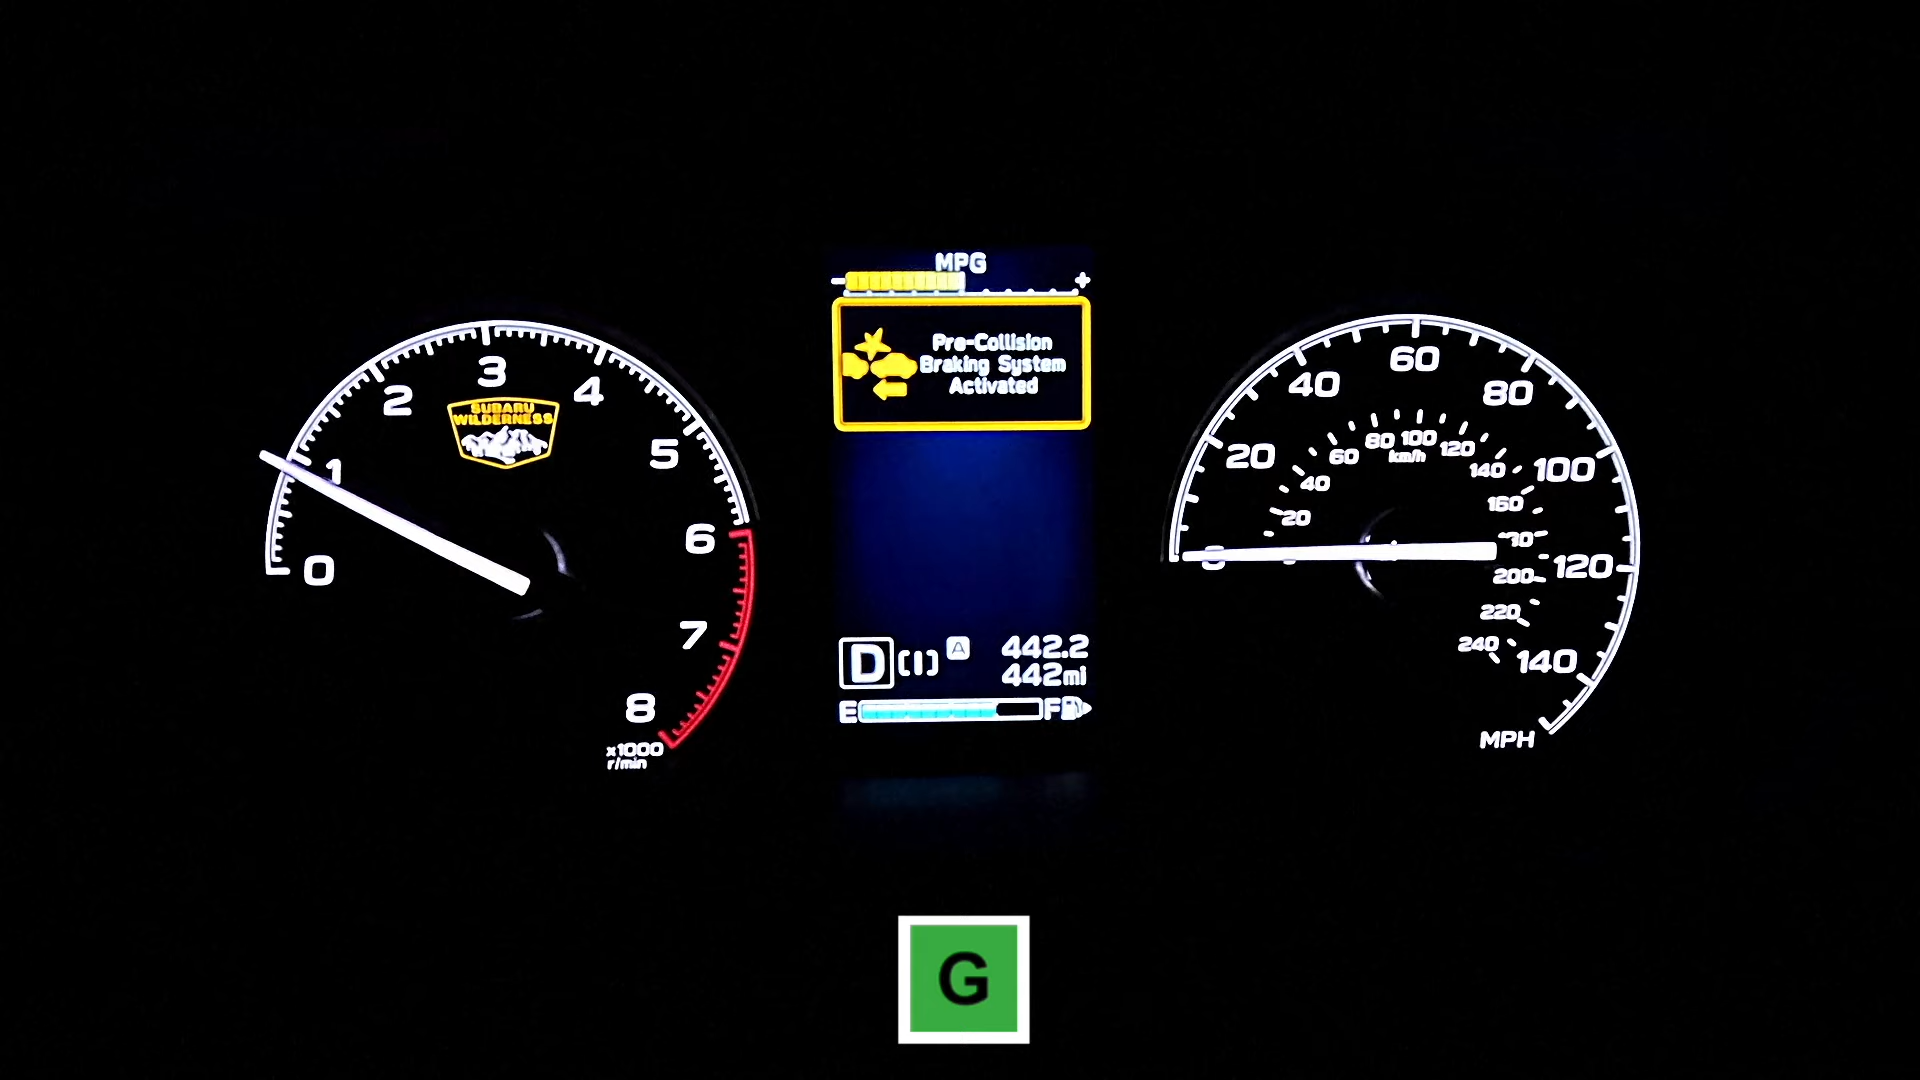 MPG
- +
Pre-Collision
Braking System
Activated
D
A
442.2
442mi
E F
0
1
2
3
4
5
6
7
8
x1000
r/min
SUBARU
WILDERNESS
0
20
40
60
80
100
120
140
MPH
20
40
60
80
100
120
140
160
200
220
240
km/h
G